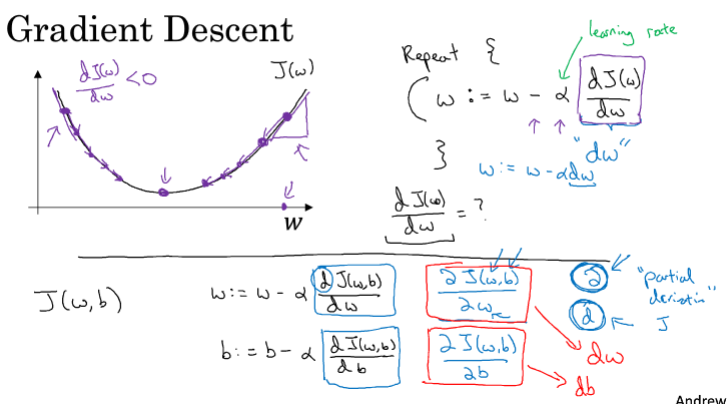 Gradient Descent
dJ(w)/dw < 0
J(w)
w
learning rate
Repeat {
w := w - α dJ(w)/dw
"dw"
}
w := w - αdw
dJ(w)/dw = ?
J(w,b)
w := w - α dJ(w,b)/dw
∂J(w,b)/∂w
∂ "partial
derivative"
d J
b := b - α dJ(w,b)/db
∂J(w,b)/∂b
dw
db
Andrew